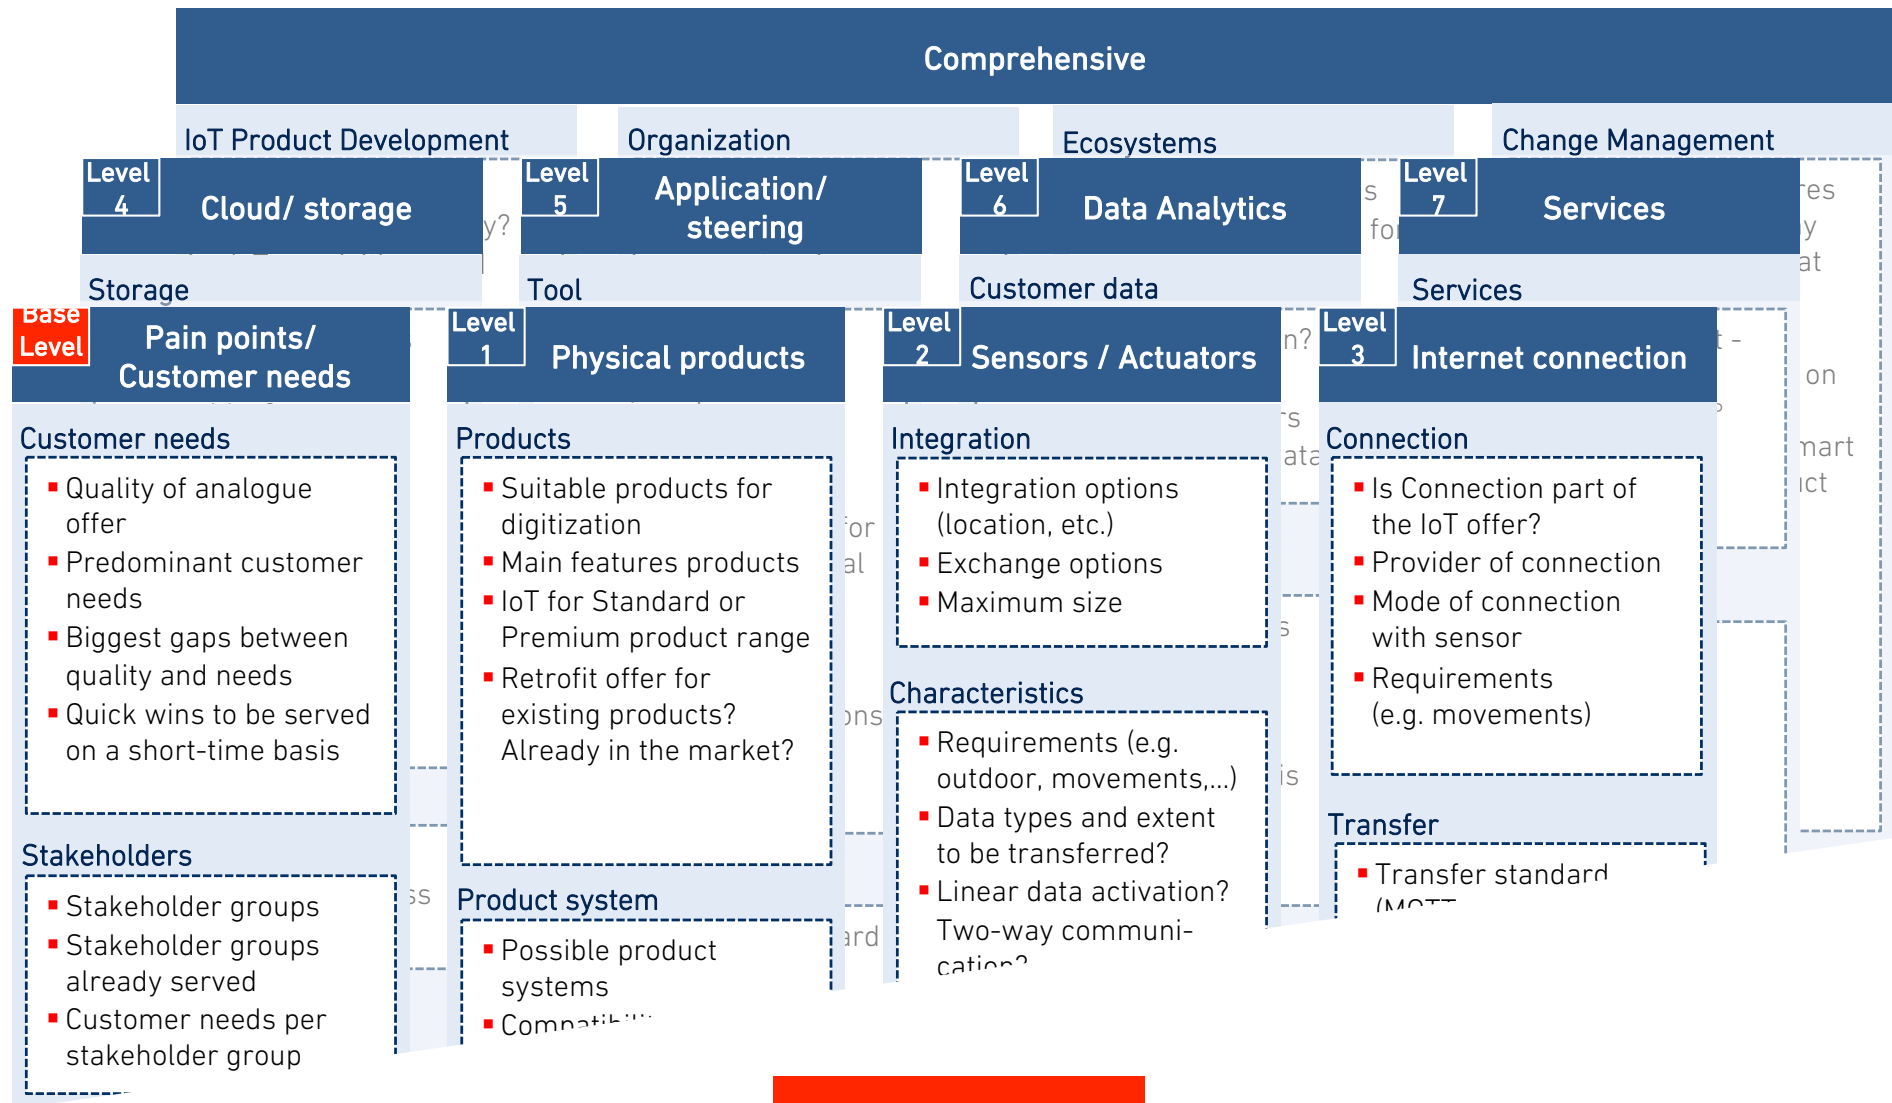 Comprehensive
IoT Product Development
Organization
Ecosystems
Change Management
Level
4
Cloud/ storage
Level
5
Application/
steering
Level
6
Data Analytics
Level
7
Services
y?
s
for
at
Storage
Tool
Customer data
Services
Base
Level
Pain points/
Customer needs
Level
1
Physical products
Level
2
Sensors / Actuators
Level
3
Internet connection
on
Customer needs
▪ Quality of analogue
offer
▪ Predominant customer
needs
▪ Biggest gaps between
quality and needs
▪ Quick wins to be served
on a short-time basis
Stakeholders
▪ Stakeholder groups
▪ Stakeholder groups
already served
▪ Customer needs per
stakeholder group
Products
▪ Suitable products for
digitization
▪ Main features products
▪ IoT for Standard or
Premium product range
▪ Retrofit offer for
existing products?
Already in the market?
Product system
▪ Possible product
systems
Integration
▪ Integration options
(location, etc.)
▪ Exchange options
▪ Maximum size
Characteristics
▪ Requirements (e.g.
outdoor, movements,...)
▪ Data types and extent
to be transferred?
▪ Linear data activation?
Two-way communi-
cation?
Connection
▪ Is Connection part of
the IoT offer?
▪ Provider of connection
▪ Mode of connection
with sensor
▪ Requirements
(e.g. movements)
Transfer
▪ Transfer standard